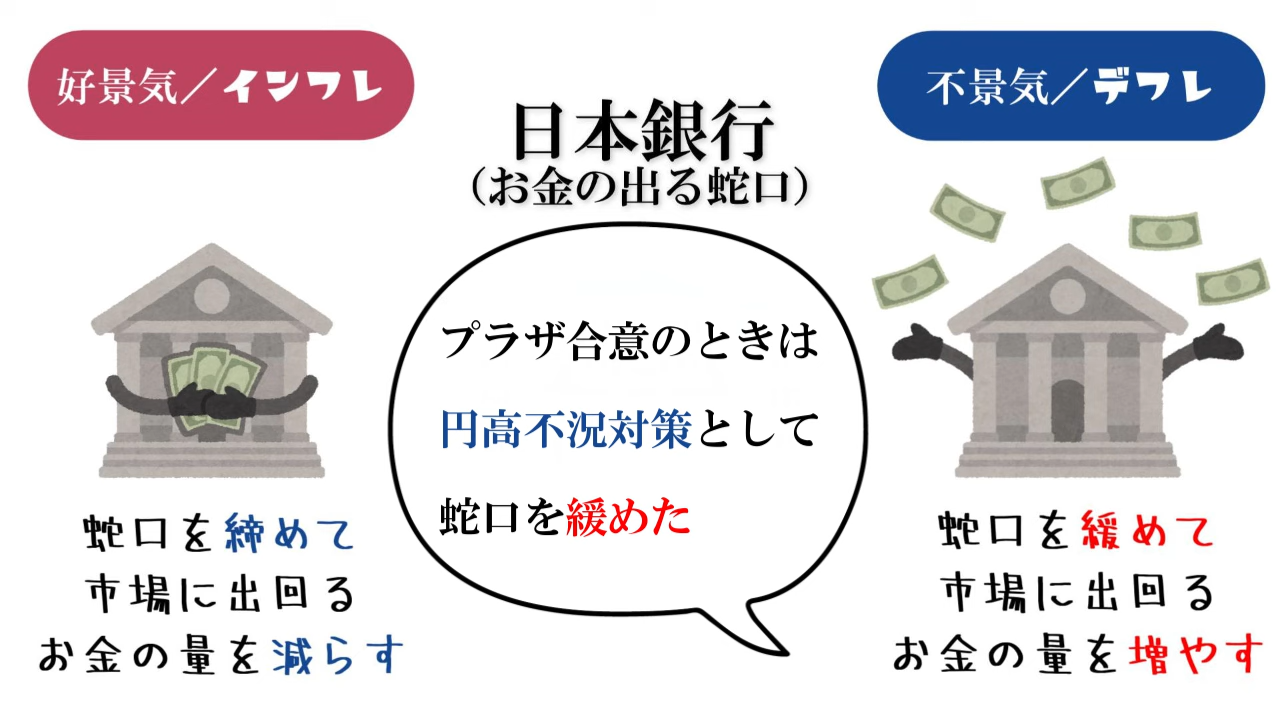 好景気／インフレ
日本銀行
（お金の出る蛇口）
不景気／デフレ
プラザ合意のときは
円高不況対策として
蛇口を緩めた
蛇口を締めて
市場に出回る
お金の量を減らす
蛇口を緩めて
市場に出回る
お金の量を増やす